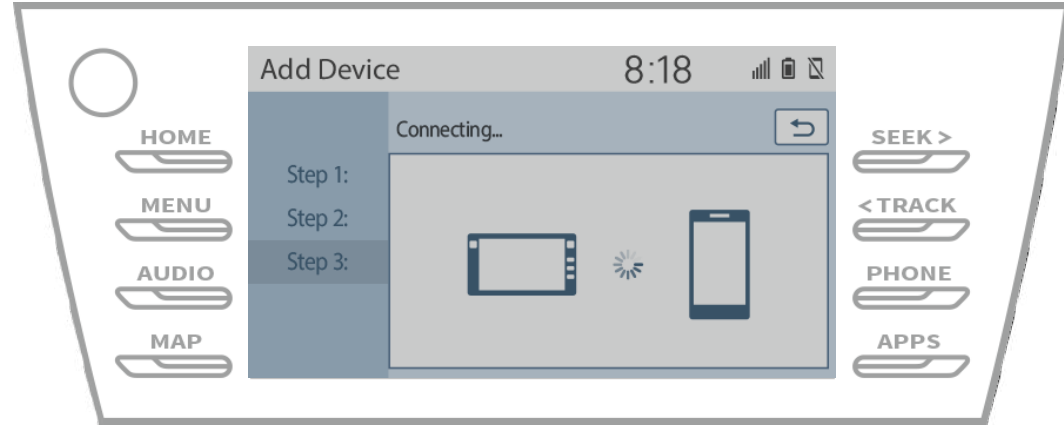 Add Device 8:18
Connecting...
HOME
SEEK >
Step 1:
MENU
Step 2:
< TRACK
AUDIO
Step 3:
PHONE
MAP
APPS